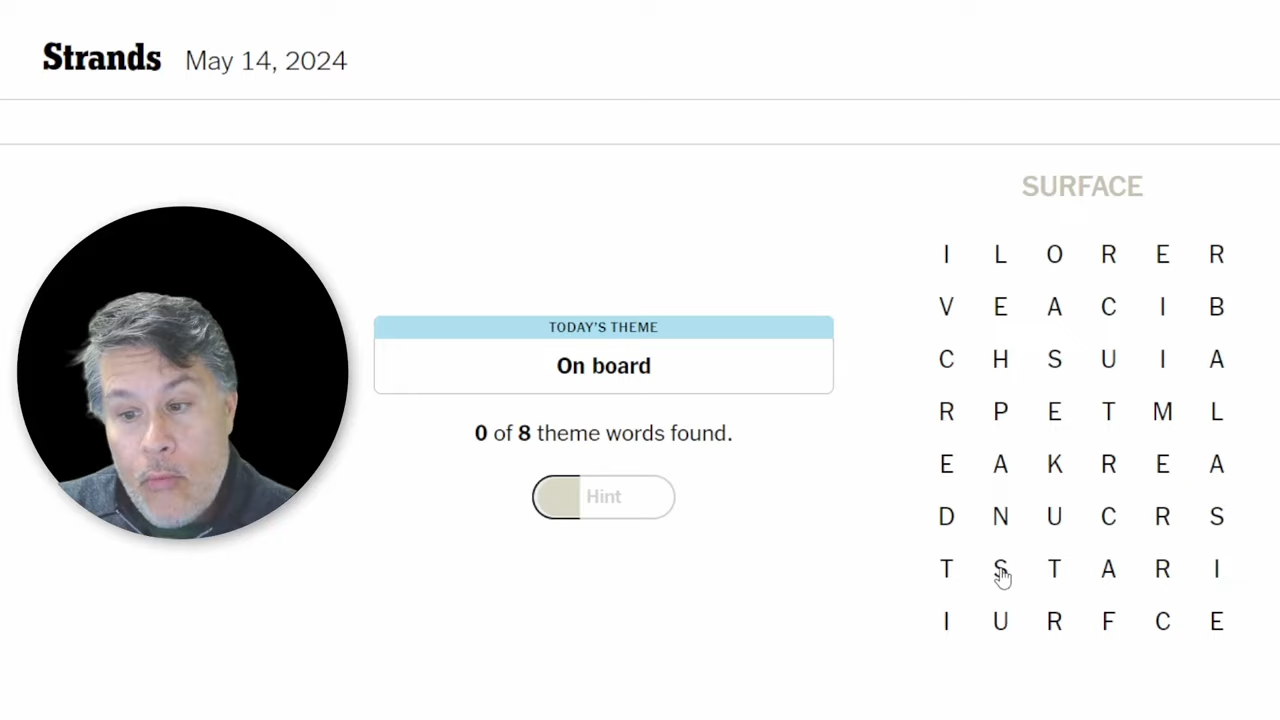 Strands May 14, 2024
SURFACE
TODAY'S THEME
On board
0 of 8 theme words found.
Hint
I L O R E R
V E A C I B
C H S U I A
R P E T M L
E A K R E A
D N U C R S
T S T A R I
I U R F C E